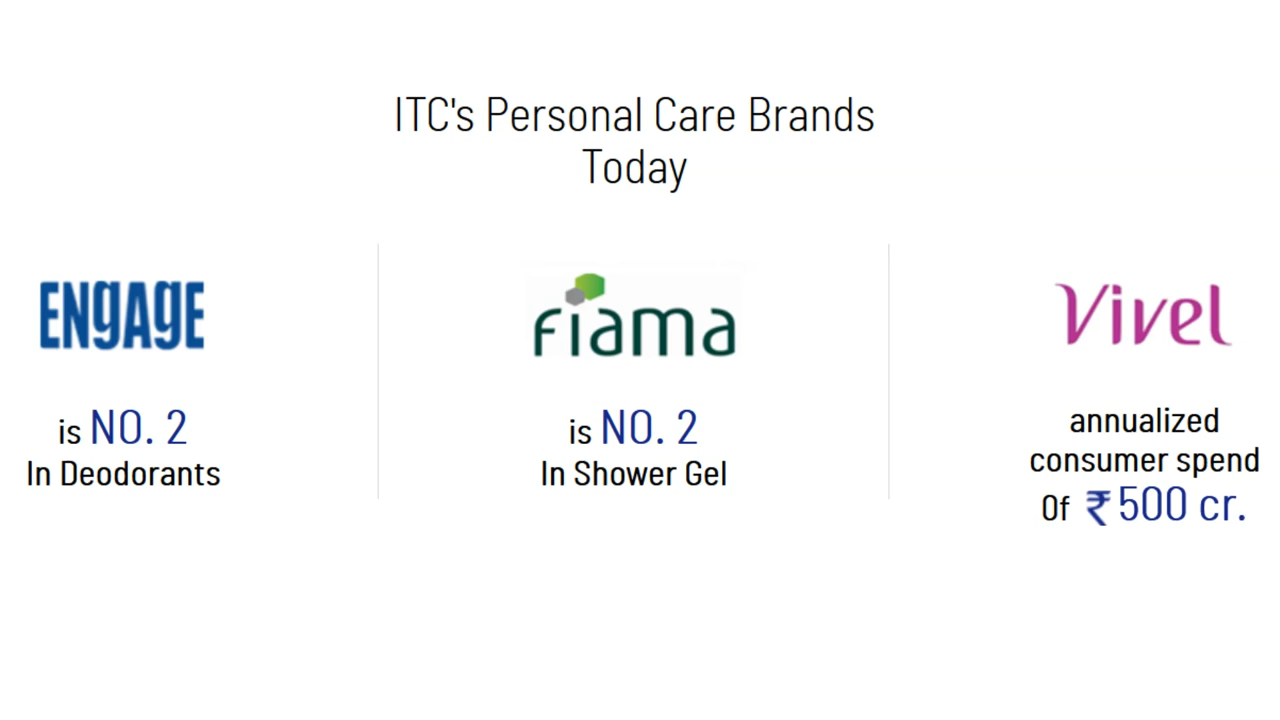 ITC's Personal Care Brands
Today
ENgAgE
is NO. 2
In Deodorants
fiama
is NO. 2
In Shower Gel
Vivel
annualized
consumer spend
Of ₹ 500 cr.